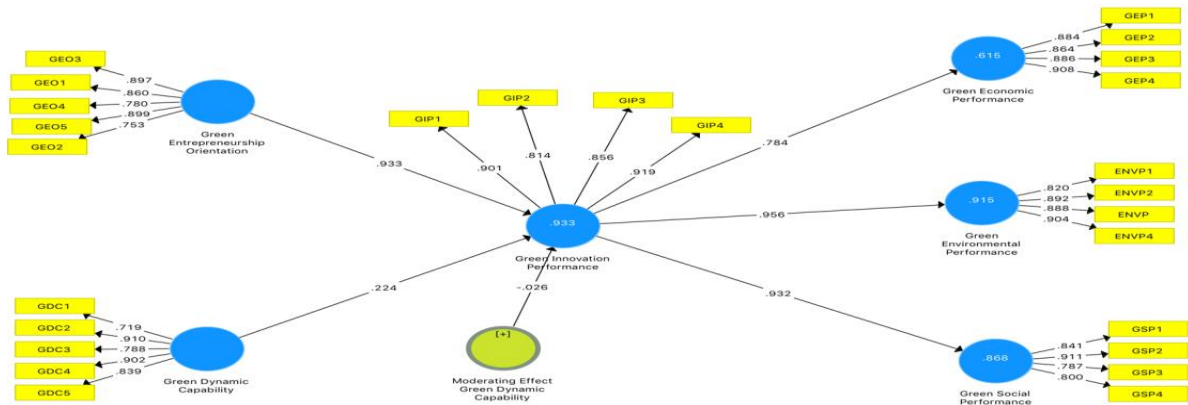 GEO3
GEO1
GEO4
GEO5
GEO2
.897
.860
.780
.899
.753
Green
Entrepreneurship
Orientation
.933
GDC1
GDC2
GDC3
GDC4
GDC5
.719
.910
.788
.902
.839
Green Dynamic
Capability
.224
GIP1
GIP2
GIP3
GIP4
.901
.814
.856
.919
.933
Green Innovation
Performance
-.026
[+]
Moderating Effect
Green Dynamic
Capability
.784
.956
.932
.615
Green Economic
Performance
.884
.864
.886
.908
GEP1
GEP2
GEP3
GEP4
.915
Green
Environmental
Performance
.820
.892
.888
.904
ENVP1
ENVP2
ENVP
ENVP4
.868
Green Social
Performance
.841
.911
.787
.800
GSP1
GSP2
GSP3
GSP4